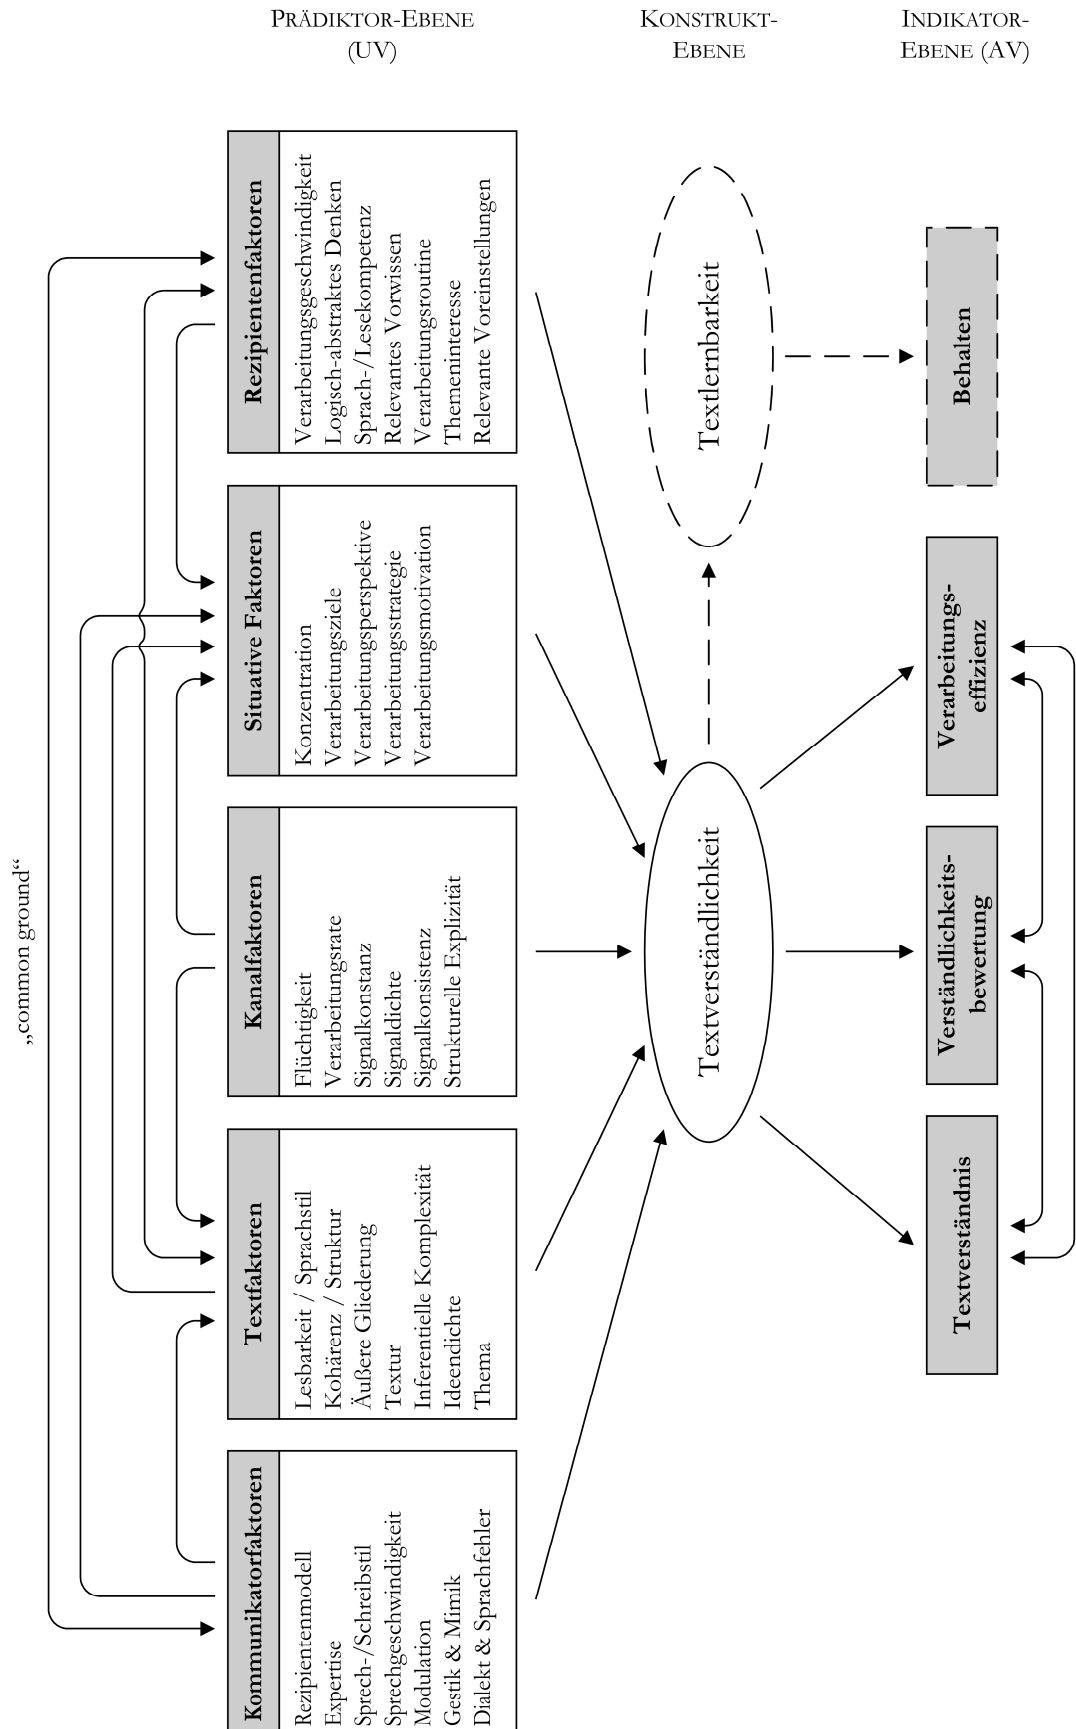 PRÄDIKTOR-EBENE
(UV)
KONSTRUKT-
EBENE
INDIKATOR-
EBENE (AV)
„common ground“
Rezipientenfaktoren
Verarbeitungsgeschwindigkeit
Logisch-abstraktes Denken
Sprach-/Lesekompetenz
Relevantes Vorwissen
Verarbeitungsroutine
Themeninteresse
Relevante Voreinstellungen
Situative Faktoren
Konzentration
Verarbeitungsziele
Verarbeitungsperspektive
Verarbeitungsstrategie
Verarbeitungsmotivation
Kanalfaktoren
Flüchtigkeit
Verarbeitungsrate
Signalkonstanz
Signaldichte
Signalkonsistenz
Strukturelle Explizität
Textfaktoren
Lesbarkeit / Sprachstil
Kohärenz / Struktur
Äußere Gliederung
Textur
Inferentielle Komplexität
Ideendichte
Thema
Kommunikatorfaktoren
Rezipientenmodell
Expertise
Sprech-/Schreibstil
Sprechgeschwindigkeit
Modulation
Gestik & Mimik
Dialekt & Sprachfehler
Textlernbarkeit
Textverständlichkeit
Behalten
Verarbeitungs-
effizienz
Verständlichkeits-
bewertung
Textverständnis